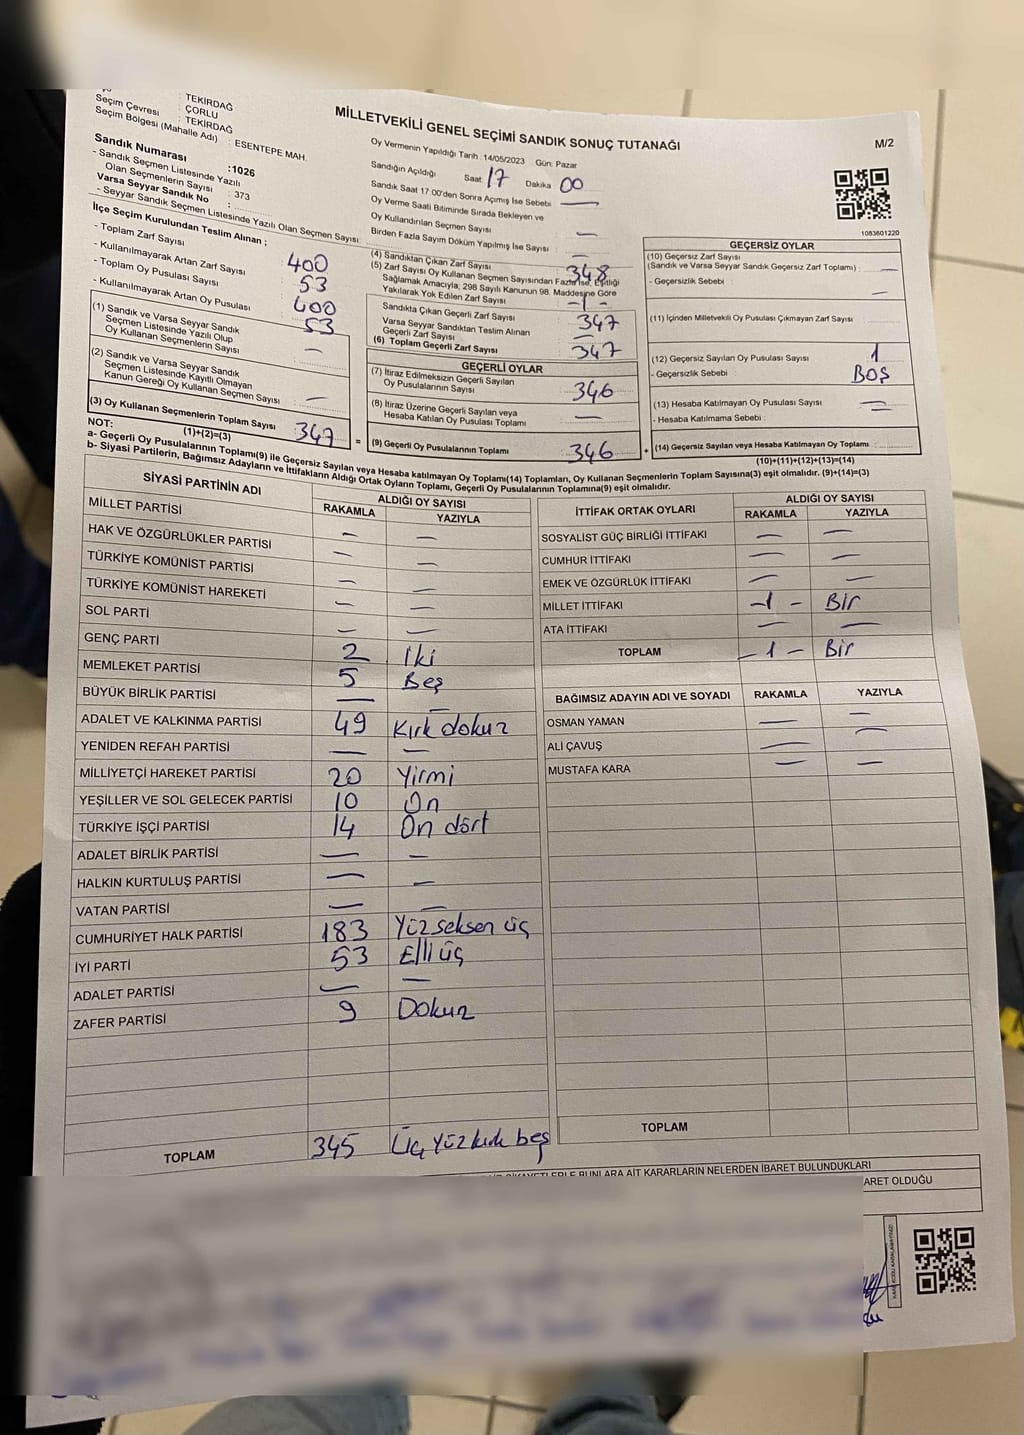 TEKİRDAĞ
Seçim Çevresi : ÇORLU
Seçim Bölgesi (Mahalle Adı) : TEKİRDAĞ
ESENTEPE MAH.
Sandık Numarası :1026
- Sandık Seçmen Listesinde Yazılı
Olan Seçmenlerin Sayısı : 373
Varsa Seyyar Sandık No :
- Seyyar Sandık Seçmen Listesinde Yazılı Olan Seçmen Sayısı:
İlçe Seçim Kurulundan Teslim Alınan ;
- Toplam Zarf Sayısı 400
- Kullanılmayarak Artan Zarf Sayısı 53
- Toplam Oy Pusulası Sayısı 400
- Kullanılmayarak Artan Oy Pusulası 53
(1) Sandık ve Varsa Seyyar Sandık
Seçmen Listesinde Yazılı Olup
Oy Kullanan Seçmenlerin Sayısı —
(2) Sandık ve Varsa Seyyar Sandık
Seçmen Listesinde Kayıtlı Olmayan
Kanun Gereği Oy Kullanan Seçmen Sayısı —
(3) Oy Kullanan Seçmenlerin Toplam Sayısı 347
(1)+(2)=(3)
MİLLETVEKİLİ GENEL SEÇİMİ SANDIK SONUÇ TUTANAĞI
M/2
Oy Vermenin Yapıldığı Tarih :14/05/2023 Gün: Pazar
Sandığın Açıldığı Saat 17 Dakika 00
Sandık Saat 17 00'den Sonra Açılmış İse Sebebi —
Oy Verme Saati Bitiminde Sırada Bekleyen ve
Oy Kullandırılan Seçmen Sayısı —
Birden Fazla Sayım Döküm Yapılmış İse Sayısı : —
(4) Sandıktan Çıkan Zarf Sayısı 348
(5) Zarf Sayısı Oy Kullanan Seçmen Sayısından Fazla İse, Eşitliği
Sağlamak Amacıyla, 298 Sayılı Kanunun 98. Maddesine Göre
Yakılarak Yok Edilen Zarf Sayısı -1-
Sandıkta Çıkan Geçerli Zarf Sayısı 347
Varsa Seyyar Sandıktan Teslim Alınan
Geçerli Zarf Sayısı —
(6) Toplam Geçerli Zarf Sayısı 347
GEÇERLİ OYLAR
(7) İtiraz Edilmeksizin Geçerli Sayılan
Oy Pusulalarının Sayısı 346
(8) İtiraz Üzerine Geçerli Sayılan veya
Hesaba Katılan Oy Pusulası Toplamı —
= (9) Geçerli Oy Pusulalarının Toplamı 346 +
1083601220
GEÇERSİZ OYLAR
(10) Geçersiz Zarf Sayısı
(Sandık ve Varsa Seyyar Sandık Geçersiz Zarf Toplamı) : —
- Geçersizlik Sebebi : —
(11) İçinden Milletvekili Oy Pusulası Çıkmayan Zarf Sayısı
(12) Geçersiz Sayılan Oy Pusulası Sayısı 1
- Geçersizlik Sebebi : BOŞ
(13) Hesaba Katılmayan Oy Pusulası Sayısı —
- Hesaba Katılmama Sebebi : —
(14) Geçersiz Sayılan veya Hesaba Katılmayan Oy Toplamı :
(10)+(11)+(12)+(13)=(14)
NOT:
a- Geçerli Oy Pusulalarının Toplamı(9) ile Geçersiz Sayılan veya Hesaba katılmayan Oy Toplamı(14) Toplamları, Oy Kullanan Seçmenlerin Toplam Sayısına(3) eşit olmalıdır. (9)+(14)=(3)
b- Siyasi Partilerin, Bağımsız Adayların ve İttifakların Aldığı Ortak Oyların Toplamı, Geçerli Oy Pusulalarının Toplamına(9) eşit olmalıdır.
SİYASİ PARTİNİN ADI ALDIĞI OY SAYISI
RAKAMLA YAZIYLA
MİLLET PARTİSİ — —
HAK VE ÖZGÜRLÜKLER PARTİSİ — —
TÜRKİYE KOMÜNİST PARTİSİ — —
TÜRKİYE KOMÜNİST HAREKETİ — —
SOL PARTİ — —
GENÇ PARTİ 2 İki
MEMLEKET PARTİSİ 5 Beş
BÜYÜK BİRLİK PARTİSİ — —
ADALET VE KALKINMA PARTİSİ 49 Kırk dokuz
YENİDEN REFAH PARTİSİ — —
MİLLİYETÇİ HAREKET PARTİSİ 20 Yirmi
YEŞİLLER VE SOL GELECEK PARTİSİ 10 On
TÜRKİYE İŞÇİ PARTİSİ 14 On dört
ADALET BİRLİK PARTİSİ — —
HALKIN KURTULUŞ PARTİSİ — —
VATAN PARTİSİ — —
CUMHURİYET HALK PARTİSİ 183 Yüz seksen üç
İYİ PARTİ 53 Elli üç
ADALET PARTİSİ — —
ZAFER PARTİSİ 9 Dokuz
TOPLAM 345 Üç Yüz kırk beş
İTTİFAK ORTAK OYLARI ALDIĞI OY SAYISI
RAKAMLA YAZIYLA
SOSYALİST GÜÇ BİRLİĞİ İTTİFAKI — —
CUMHUR İTTİFAKI — —
EMEK VE ÖZGÜRLÜK İTTİFAKI — —
MİLLET İTTİFAKI -1- Bir
ATA İTTİFAKI — —
TOPLAM -1- Bir
BAĞIMSIZ ADAYIN ADI VE SOYADI RAKAMLA YAZIYLA
OSMAN YAMAN — —
ALİ ÇAVUŞ — —
MUSTAFA KARA — —
TOPLAM
BUNLARA AİT KARARLARIN NELERDEN İBARET BULUNDUKLARI
ARET OLDUĞU